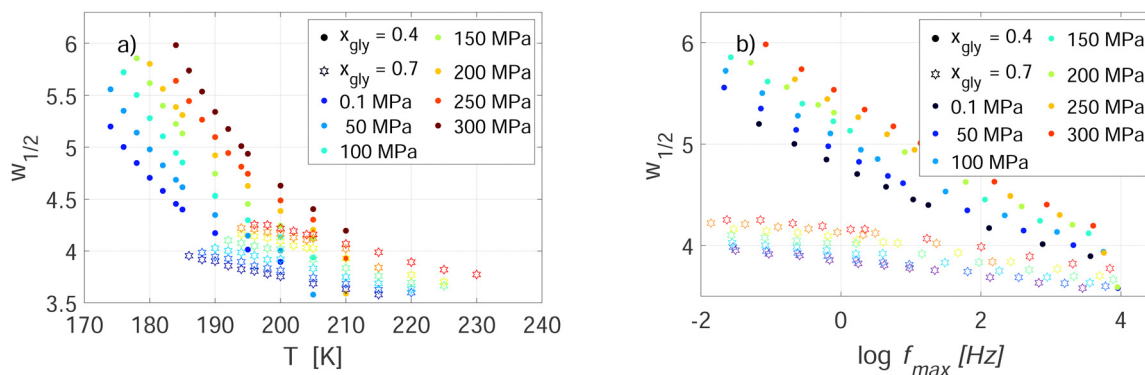 a)
w1/2
6
5.5
5
4.5
4
3.5
170 180 190 200 210 220 230 240
T [K]
xgly = 0.4
xgly = 0.7
0.1 MPa
50 MPa
100 MPa
150 MPa
200 MPa
250 MPa
300 MPa
b)
w1/2
6
5
4
-2 0 2 4
log fmax [Hz]
xgly = 0.4
xgly = 0.7
0.1 MPa
50 MPa
100 MPa
150 MPa
200 MPa
250 MPa
300 MPa